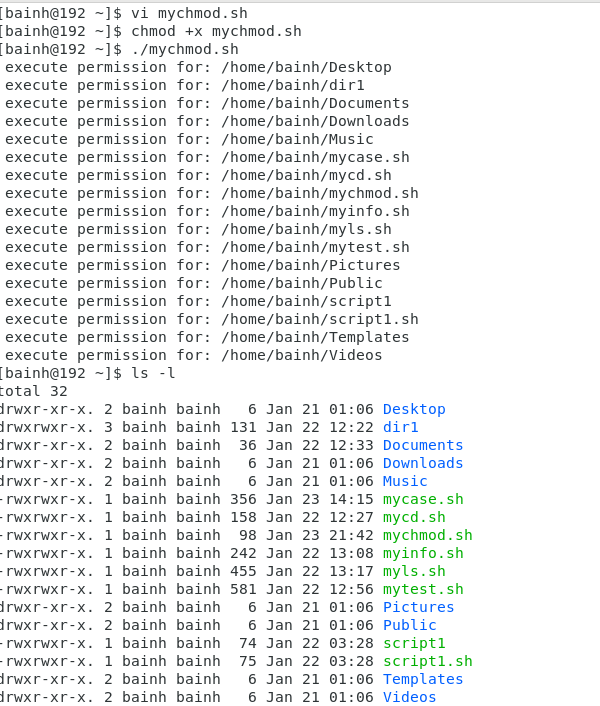 [bainh@192 ~]$ vi mychmod.sh
[bainh@192 ~]$ chmod +x mychmod.sh
[bainh@192 ~]$ ./mychmod.sh
execute permission for: /home/bainh/Desktop
execute permission for: /home/bainh/dir1
execute permission for: /home/bainh/Documents
execute permission for: /home/bainh/Downloads
execute permission for: /home/bainh/Music
execute permission for: /home/bainh/mycase.sh
execute permission for: /home/bainh/mycd.sh
execute permission for: /home/bainh/mychmod.sh
execute permission for: /home/bainh/myinfo.sh
execute permission for: /home/bainh/myls.sh
execute permission for: /home/bainh/mytest.sh
execute permission for: /home/bainh/Pictures
execute permission for: /home/bainh/Public
execute permission for: /home/bainh/script1
execute permission for: /home/bainh/script1.sh
execute permission for: /home/bainh/Templates
execute permission for: /home/bainh/Videos
[bainh@192 ~]$ ls -l
total 32
drwxr-xr-x. 2 bainh bainh   6 Jan 21 01:06 Desktop
drwxrwxr-x. 3 bainh bainh 131 Jan 22 12:22 dir1
drwxr-xr-x. 2 bainh bainh  36 Jan 22 12:33 Documents
drwxr-xr-x. 2 bainh bainh   6 Jan 21 01:06 Downloads
drwxr-xr-x. 2 bainh bainh   6 Jan 21 01:06 Music
-rwxrwxr-x. 1 bainh bainh 356 Jan 23 14:15 mycase.sh
-rwxrwxr-x. 1 bainh bainh 158 Jan 22 12:27 mycd.sh
-rwxrwxr-x. 1 bainh bainh  98 Jan 23 21:42 mychmod.sh
-rwxrwxr-x. 1 bainh bainh 242 Jan 22 13:08 myinfo.sh
-rwxrwxr-x. 1 bainh bainh 455 Jan 22 13:17 myls.sh
-rwxrwxr-x. 1 bainh bainh 581 Jan 22 12:56 mytest.sh
drwxr-xr-x. 2 bainh bainh   6 Jan 21 01:06 Pictures
drwxr-xr-x. 2 bainh bainh   6 Jan 21 01:06 Public
-rwxrwxr-x. 1 bainh bainh  74 Jan 22 03:28 script1
-rwxrwxr-x. 1 bainh bainh  75 Jan 22 03:28 script1.sh
drwxr-xr-x. 2 bainh bainh   6 Jan 21 01:06 Templates
drwxr-xr-x. 2 bainh bainh   6 Jan 21 01:06 Videos